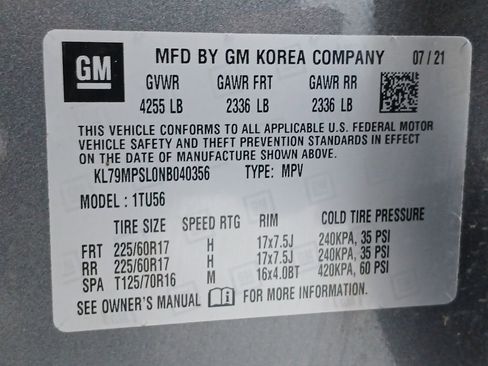 GM MFD BY GM KOREA COMPANY 07/21
GVWR GAWR FRT GAWR RR
4255 LB 2336 LB 2336 LB
THIS VEHICLE CONFORMS TO ALL APPLICABLE U.S. FEDERAL MOTOR
VEHICLE SAFETY AND THEFT PREVENTION STANDARDS IN EFFECT
ON THE DATE OF MANUFACTURE SHOWN ABOVE.
KL79MPSL0NB040356 TYPE: MPV
MODEL : 1TU56
TIRE SIZE SPEED RTG RIM COLD TIRE PRESSURE
FRT 225/60R17 H 17x7.5J 240KPA, 35 PSI
RR 225/60R17 H 17x7.5J 240KPA, 35 PSI
SPA T125/70R16 M 16x4.0BT 420KPA, 60 PSI
SEE OWNER'S MANUAL FOR MORE INFORMATION.